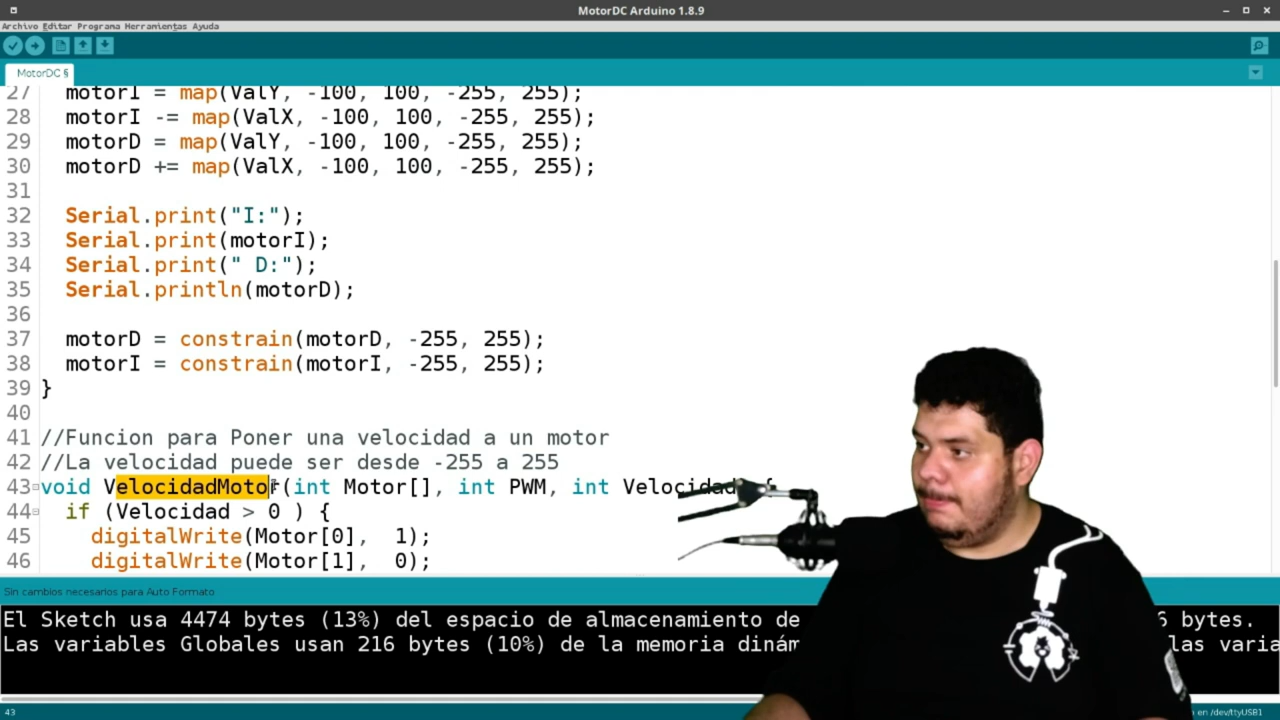 MotorDC Arduino 1.8.9
Archivo Editar Programa Herramientas Ayuda
MotorDC §
27 motorI = map(ValY, -100, 100, -255, 255);
28 motorI -= map(ValX, -100, 100, -255, 255);
29 motorD = map(ValY, -100, 100, -255, 255);
30 motorD += map(ValX, -100, 100, -255, 255);
31
32 Serial.print("I:");
33 Serial.print(motorI);
34 Serial.print(" D:");
35 Serial.println(motorD);
36
37 motorD = constrain(motorD, -255, 255);
38 motorI = constrain(motorI, -255, 255);
39 }
40
41 //Funcion para Poner una velocidad a un motor
42 //La velocidad puede ser desde -255 a 255
43 void VelocidadMotor(int Motor[], int PWM, int Velocidad) {
44 if (Velocidad > 0 ) {
45 digitalWrite(Motor[0], 1);
46 digitalWrite(Motor[1], 0);
Sin cambios necesarios para Auto Formato
El Sketch usa 4474 bytes (13%) del espacio de almacenamiento de 6 bytes.
Las variables Globales usan 216 bytes (10%) de la memoria dinám las varia
43 en /dev/ttyUSB1